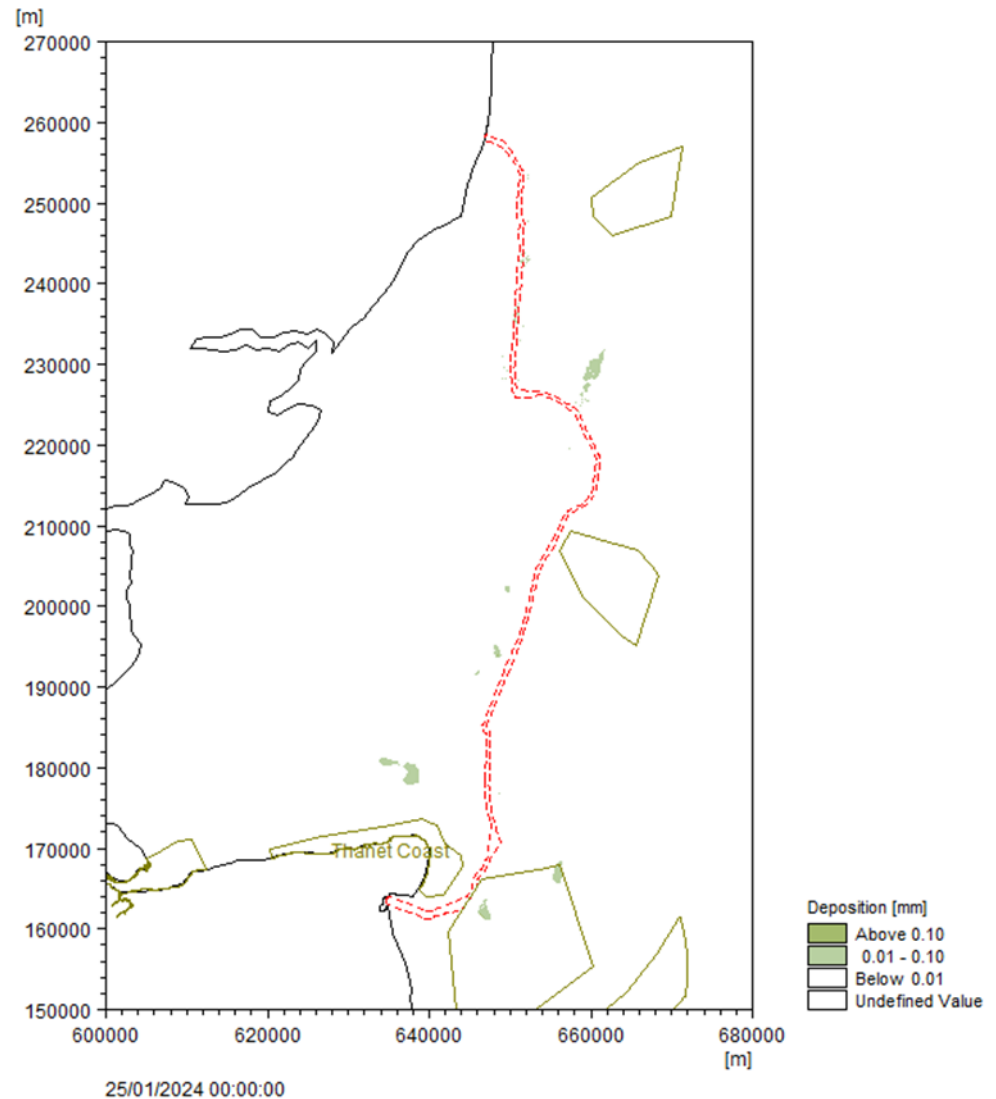 [m]
270000
260000
250000
240000
230000
220000
210000
200000
190000
180000
170000
160000
150000
Thanet Coast
600000 620000 640000 660000 680000
[m]
Deposition [mm]
Above 0.10
0.01 - 0.10
Below 0.01
Undefined Value
25/01/2024 00:00:00